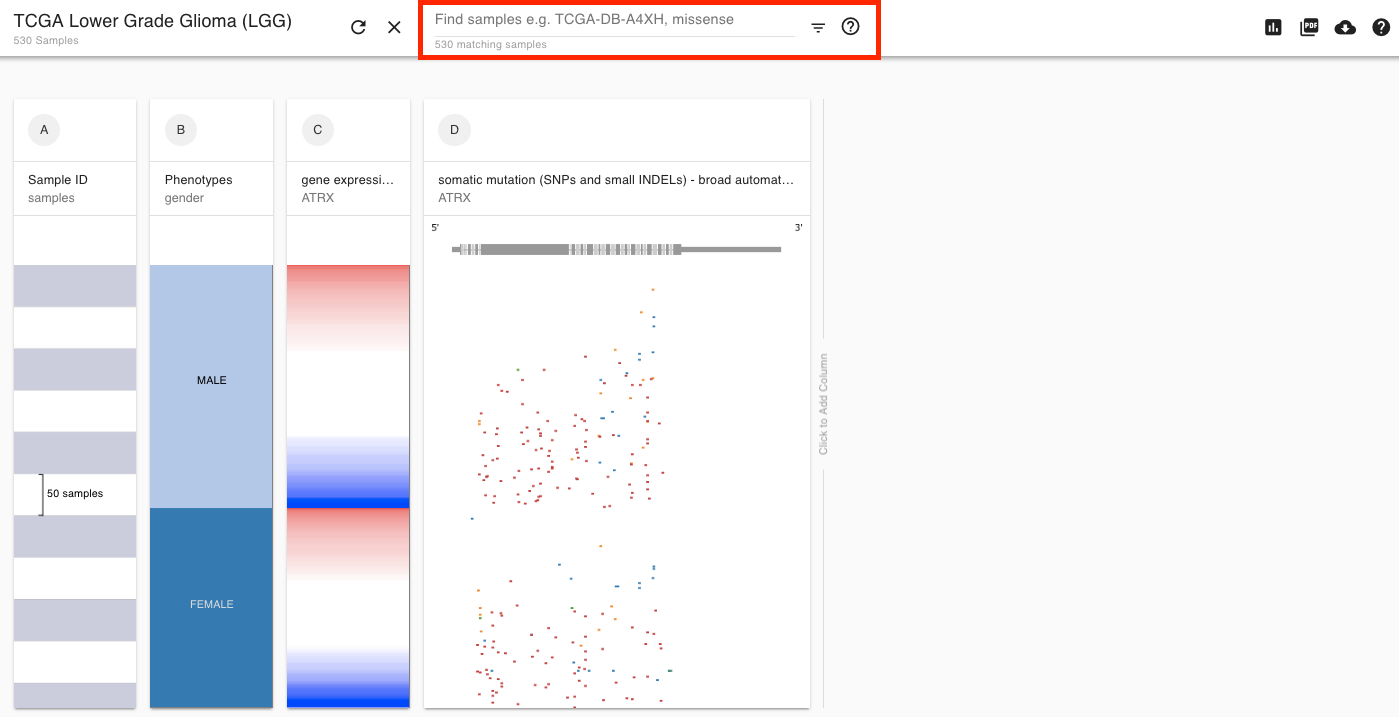 TCGA Lower Grade Glioma (LGG)
530 Samples
Find samples e.g. TCGA-DB-A4XH, missense
530 matching samples
PDF
A
Sample ID
samples
50 samples
B
Phenotypes
gender
MALE
FEMALE
C
gene expressi...
ATRX
D
somatic mutation (SNPs and small INDELs) - broad automat...
ATRX
5'
3'
Click to Add Column